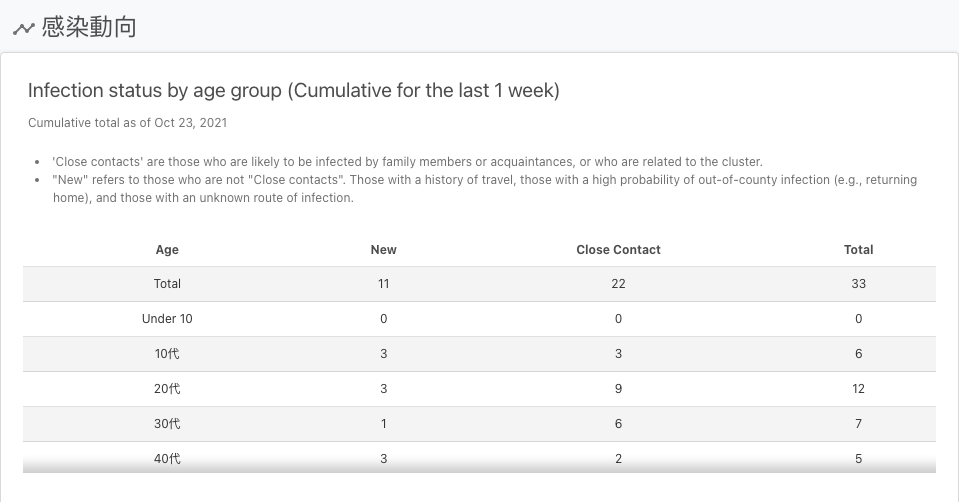 感染動向
Infection status by age group (Cumulative for the last 1 week)
Cumulative total as of Oct 23, 2021
• 'Close contacts' are those who are likely to be infected by family members or acquaintances, or who are related to the cluster.
• "New" refers to those who are not "Close contacts". Those with a history of travel, those with a high probability of out-of-county infection (e.g., returning
home), and those with an unknown route of infection.
Age New Close Contact Total
Total 11 22 33
Under 10 0 0 0
10代 3 3 6
20代 3 9 12
30代 1 6 7
40代 3 2 5